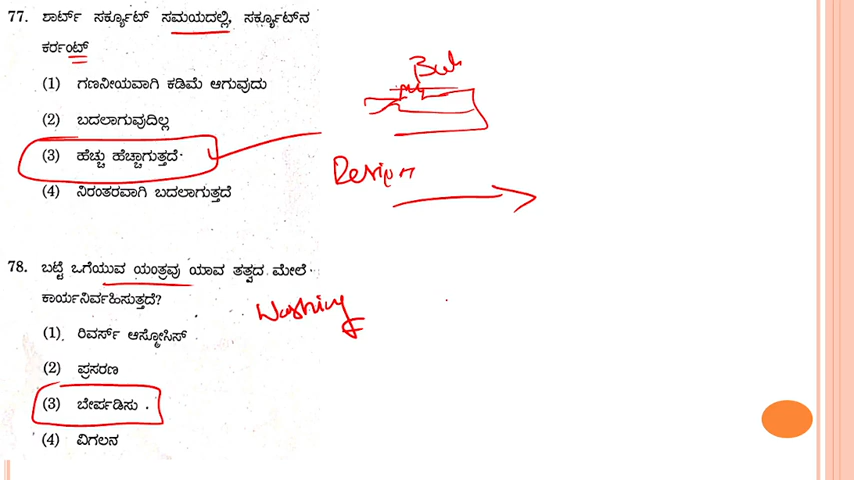 77. ಶಾರ್ಟ್ ಸರ್ಕ್ಯೂಟ್ ಸಮಯದಲ್ಲಿ, ಸರ್ಕ್ಯೂಟ್‌ನ
ಕರ್ರಂಟ್
(1) ಗಣನೀಯವಾಗಿ ಕಡಿಮೆ ಆಗುವುದು
(2) ಬದಲಾಗುವುದಿಲ್ಲ
(3) ಹೆಚ್ಚು ಹೆಚ್ಚಾಗುತ್ತದೆ
(4) ನಿರಂತರವಾಗಿ ಬದಲಾಗುತ್ತದೆ
Design
78. ಬಟ್ಟೆ ಒಗೆಯುವ ಯಂತ್ರವು ಯಾವ ತತ್ವದ ಮೇಲೆ
ಕಾರ್ಯನಿರ್ವಹಿಸುತ್ತದೆ?
Washing
(1) ರಿವರ್ಸ್ ಆಸ್ಮೋಸಿಸ್
(2) ಪ್ರಸರಣ
(3) ಬೇರ್ಪಡಿಸು .
(4) ವಿಗಲನ